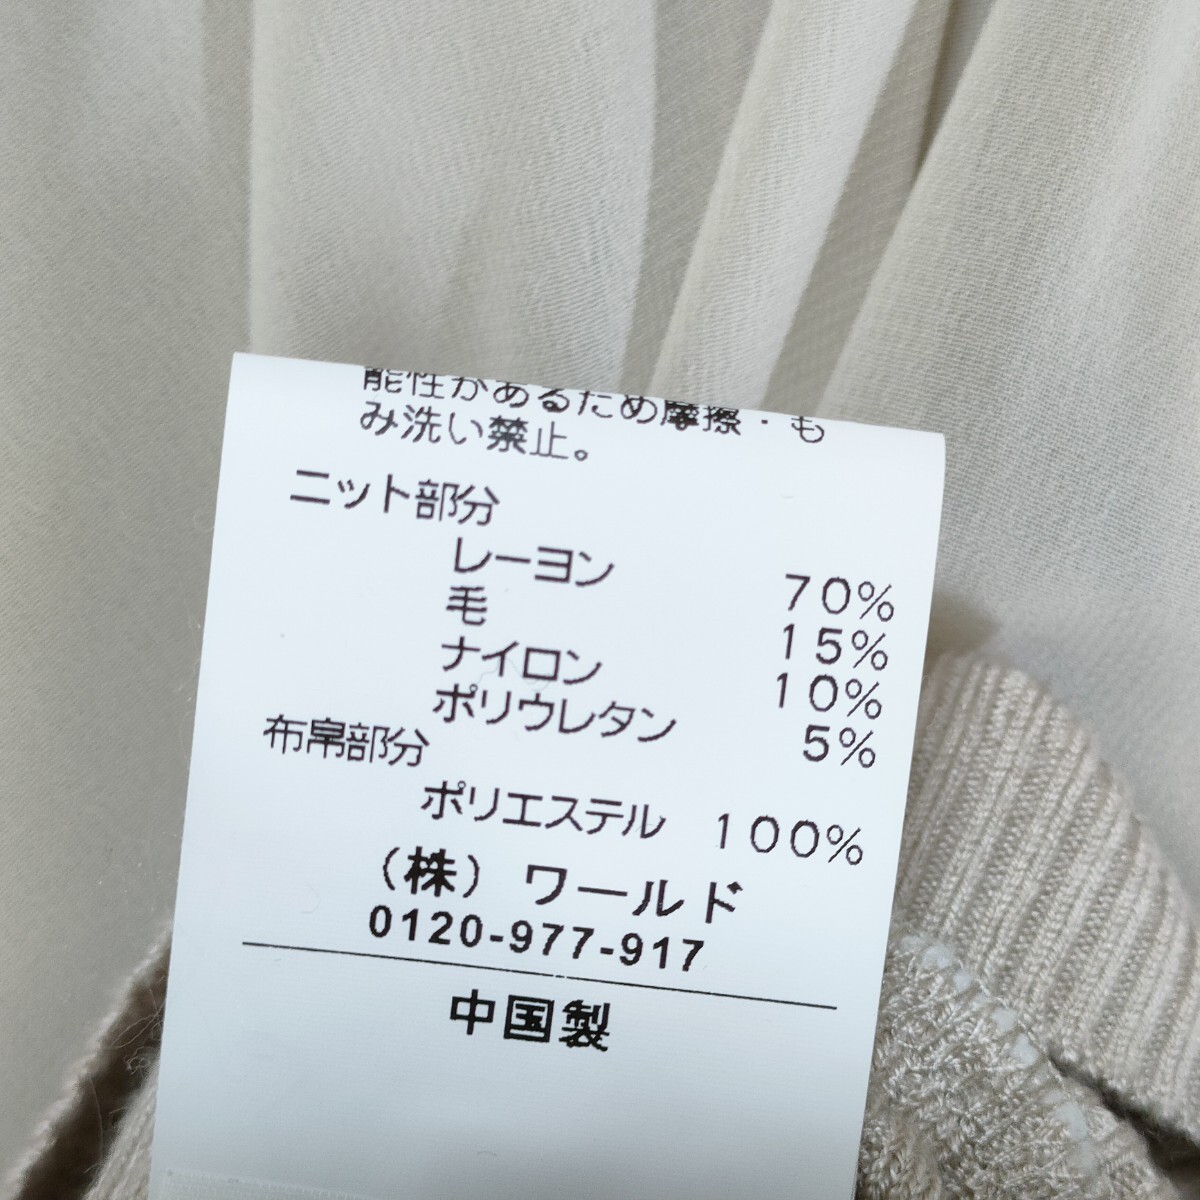 能性があるため摩擦・も
み洗い禁止。
ニット部分
レーヨン 70%
毛 15%
ナイロン 10%
ポリウレタン 5%
布帛部分
ポリエステル 100%
(株)ワールド
0120-977-917
中国製